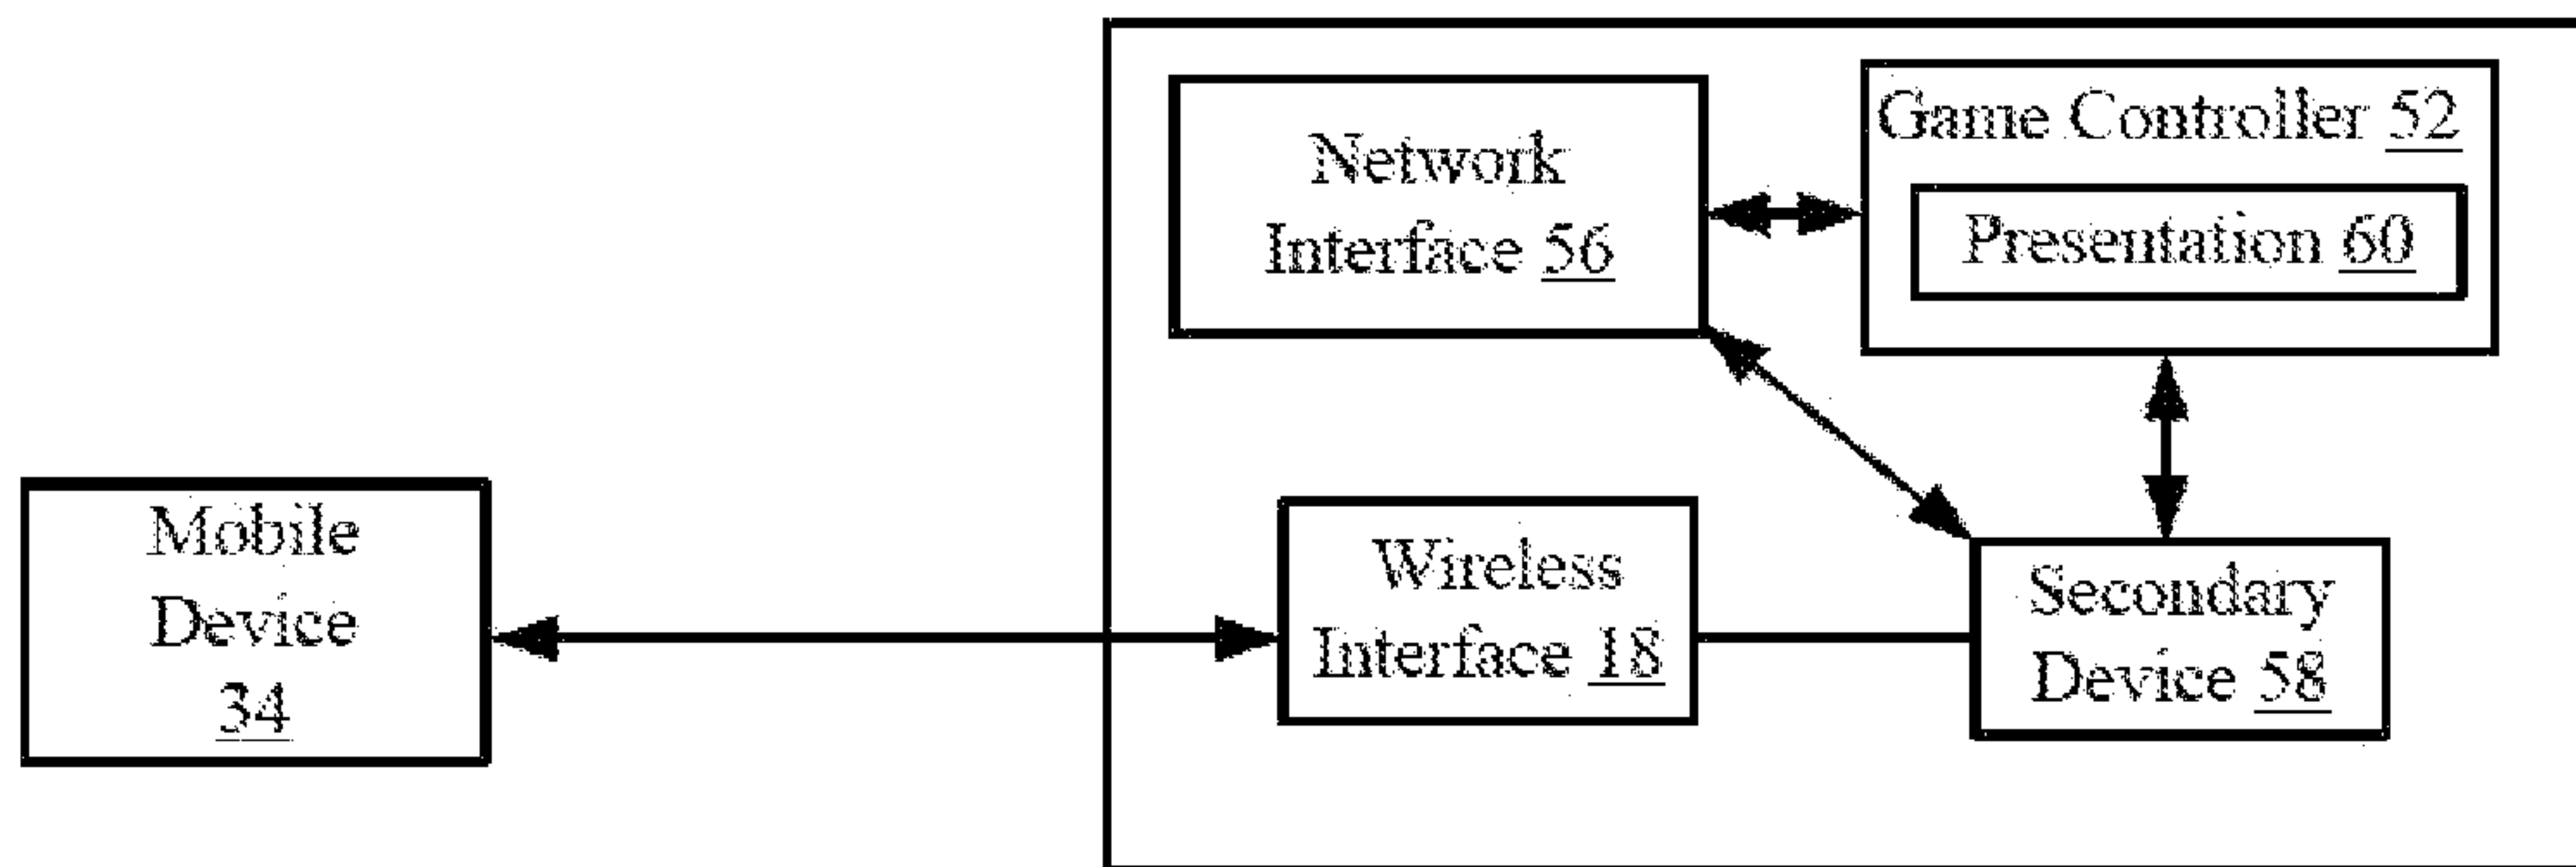 Network
Interface 56
Game Controller 52
Presentation 60
Mobile
Device
34
Wireless
Interface 18
Secondary
Device 58